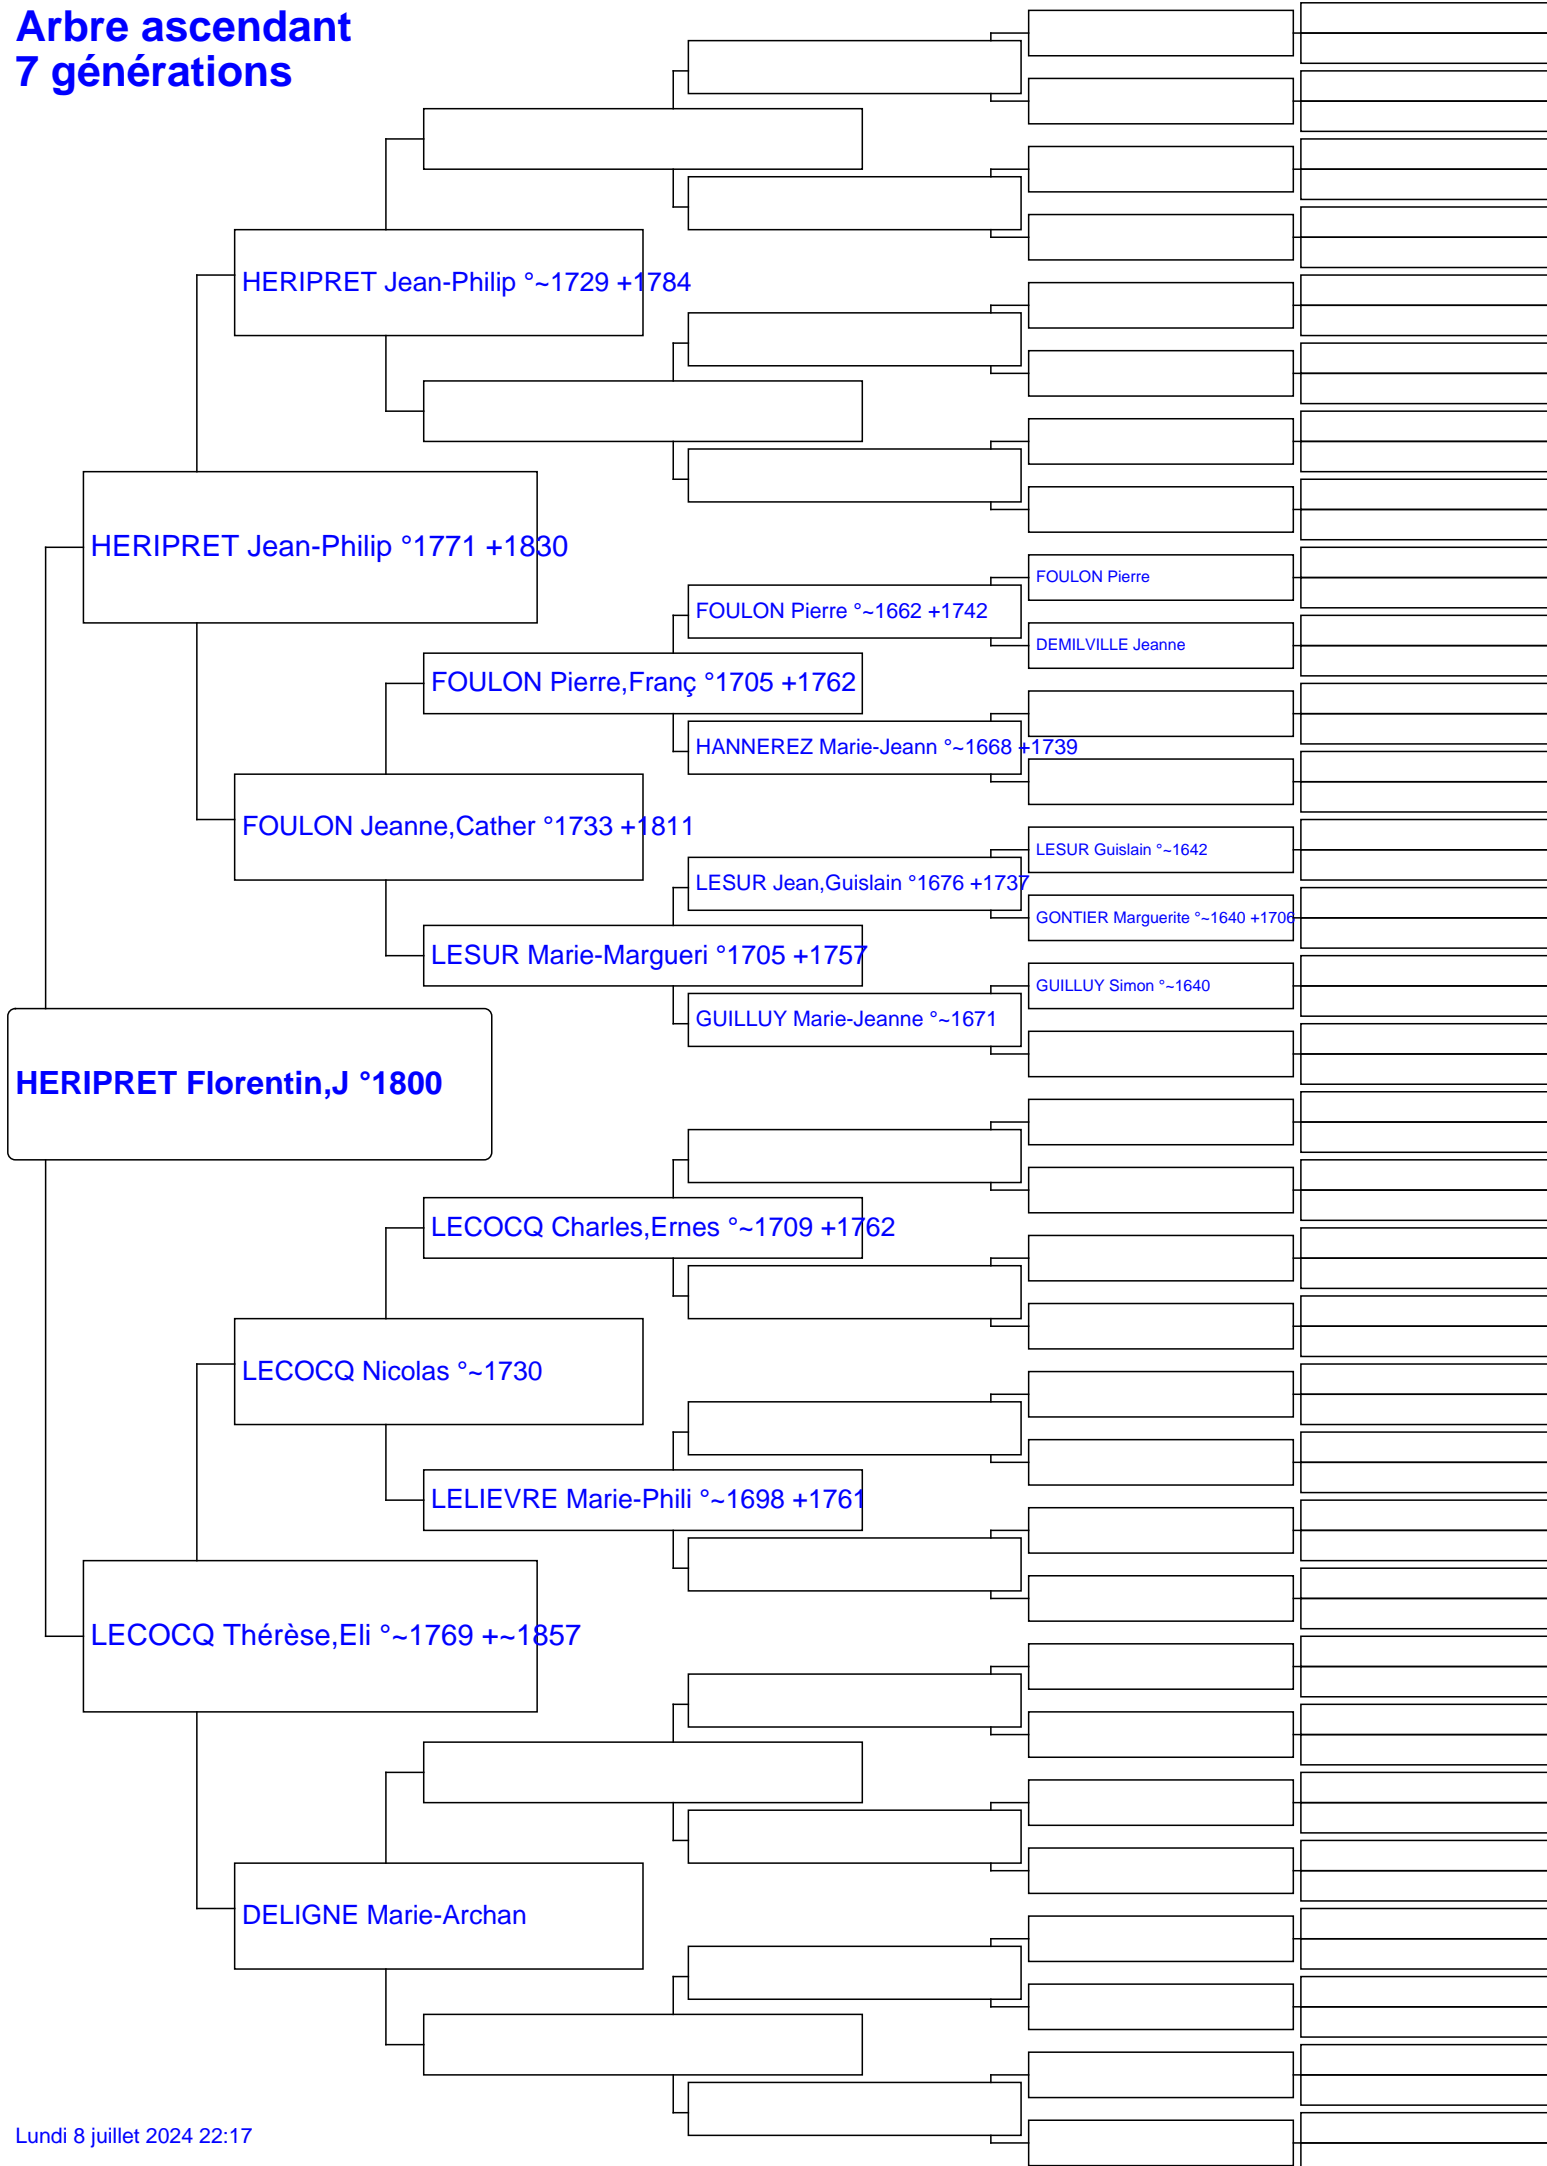 Arbre ascendant
7 générations
HERIPRET Jean-Philip °~1729 +1784
HERIPRET Jean-Philip °1771 +1830
FOULON Pierre
FOULON Pierre °~1662 +1742
DEMILVILLE Jeanne
FOULON Pierre,Franç °1705 +1762
HANNEREZ Marie-Jeann °~1668 +1739
FOULON Jeanne,Cather °1733 +1811
LESUR Guislain °~1642
LESUR Jean,Guislain °1676 +1737
GONTIER Marguerite °~1640 +1706
LESUR Marie-Margueri °1705 +1757
GUILLUY Simon °~1640
GUILLUY Marie-Jeanne °~1671
HERIPRET Florentin,J °1800
LECOCQ Charles,Ernes °~1709 +1762
LECOCQ Nicolas °~1730
LELIEVRE Marie-Phili °~1698 +1761
LECOCQ Thérèse,Eli °~1769 +~1857
DELIGNE Marie-Archan
Lundi 8 juillet 2024 22:17